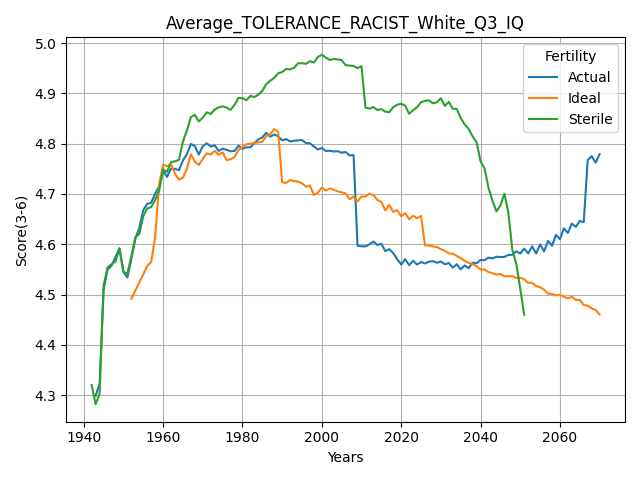 Average_TOLERANCE_RACIST_White_Q3_IQ
Score(3-6)
5.0
4.9
4.8
4.7
4.6
4.5
4.4
4.3
Fertility
Actual
Ideal
Sterile
1940 1960 1980 2000 2020 2040 2060
Years